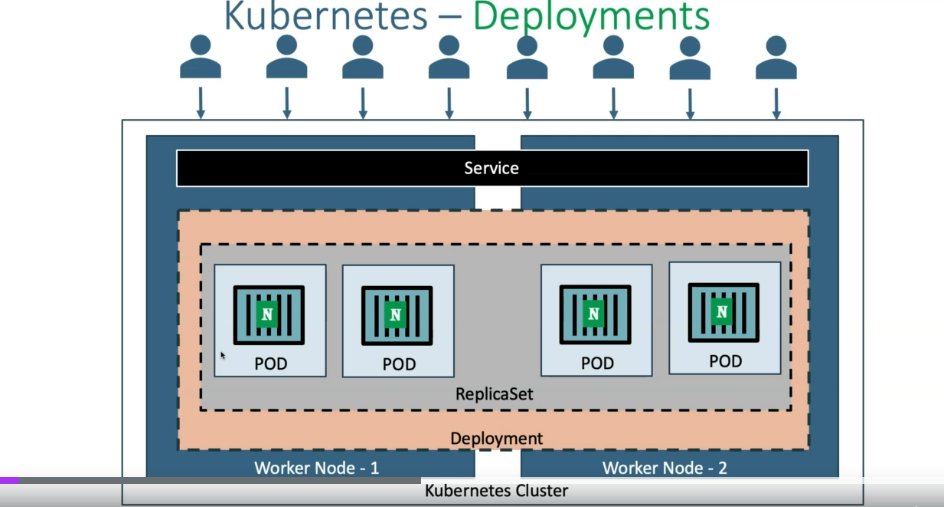 Kubernetes – Deployments
Service
N N N N
POD POD POD POD
ReplicaSet
Deployment
Worker Node - 1 Worker Node - 2
Kubernetes Cluster